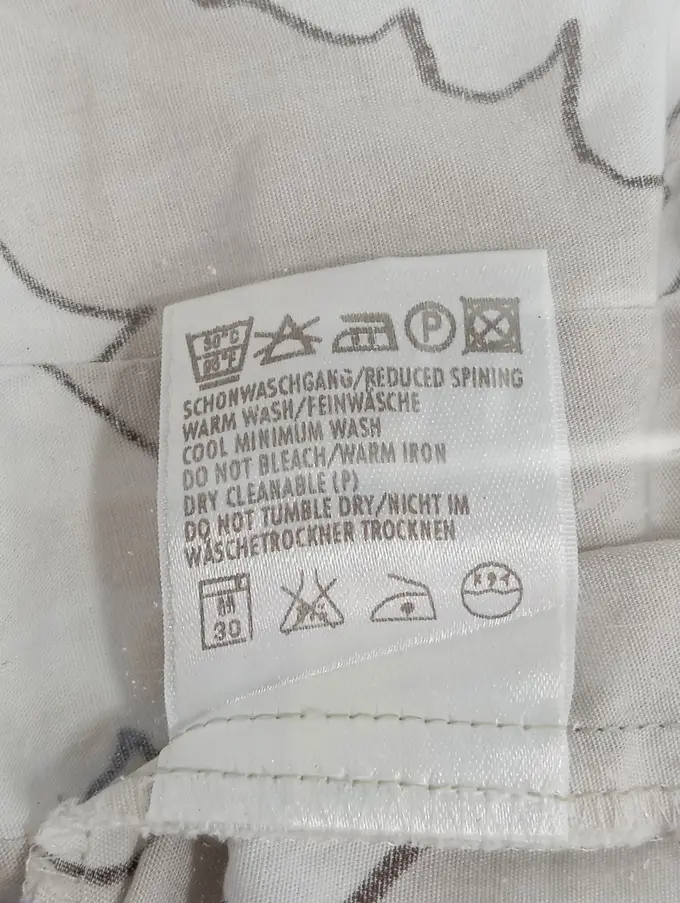 30°C
P
SCHONWASCHGANG/REDUCED SPINING
WARM WASH/FEINWÄSCHE
COOL MINIMUM WASH
DO NOT BLEACH/WARM IRON
DRY CLEANABLE (P)
DO NOT TUMBLE DRY/NICHT IM
WÄSCHETROCKNER TROCKNEN
30